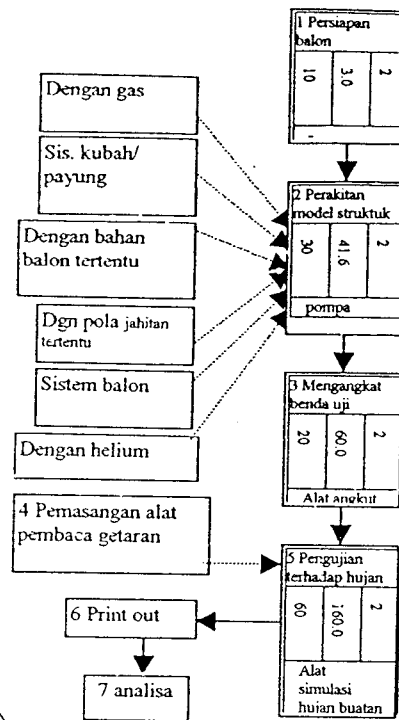 1 Persiapan
balon
10
3.0
2
-
Dengan gas
Sis. kubah/
payung
Dengan bahan
balon tertentu
Dgn pola jahitan
tertentu
Sistem balon
Dengan helium
2 Perakitan
model struktuk
30
41.6
2
pompa
3 Mengangkat
benda uji
20
60.0
2
Alat angkut
4 Pemasangan alat
pembaca getaran
5 Pengujian
terhadap hujan
60
160.0
2
Alat
simulasi
hujan buatan
6 Print out
7 analisa